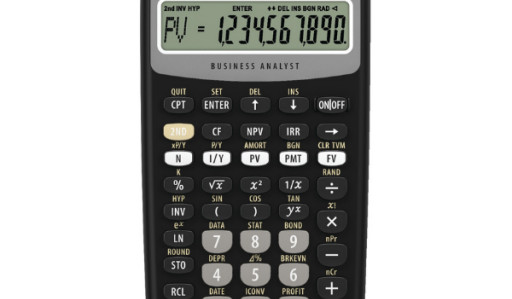 2nd INV HYP ENTER ↑↓ DEL INS BGN RAD ◁
PV = 1,234,567,890.
BUSINESS ANALYST
QUIT SET DEL INS
CPT ENTER ↑ ↓ ON|OFF
2ND CF NPV IRR →
xP/Y P/Y AMORT BGN CLR TVM
N I/Y PV PMT FV
K RAND
% √x x² 1/x ÷
HYP SIN COS TAN x!
INV ( ) yˣ ×
eˣ DATA STAT BOND nPr
LN 7 8 9 −
ROUND DEPR Δ% BRKEVN nCr
STO 4 5 6 +
DATE ICONV PROFIT
RCL